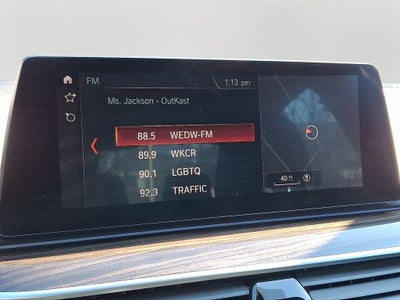 FM
1:13 pm
Ms. Jackson - OutKast
88.5 WEDW-FM
89.9 WKCR
90.1 LGBTQ
92.3 TRAFFIC
40 ft